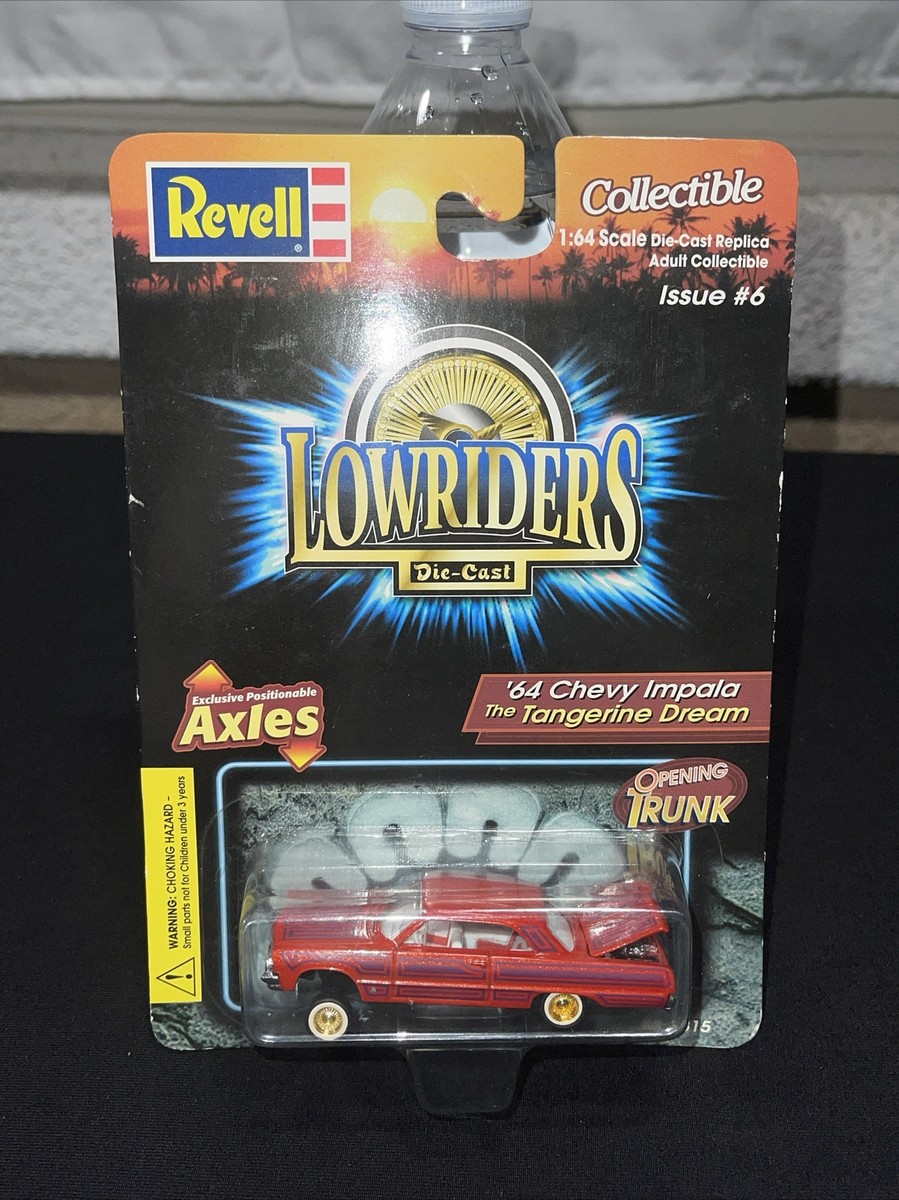 Revell®
Collectible
1:64 Scale Die-Cast Replica
Adult Collectible
Issue #6
LOWRIDERS
Die-Cast
Exclusive Positionable
Axles
'64 Chevy Impala
The Tangerine Dream
OPENING
TRUNK
WARNING: CHOKING HAZARD –
Small parts not for Children under 3 years